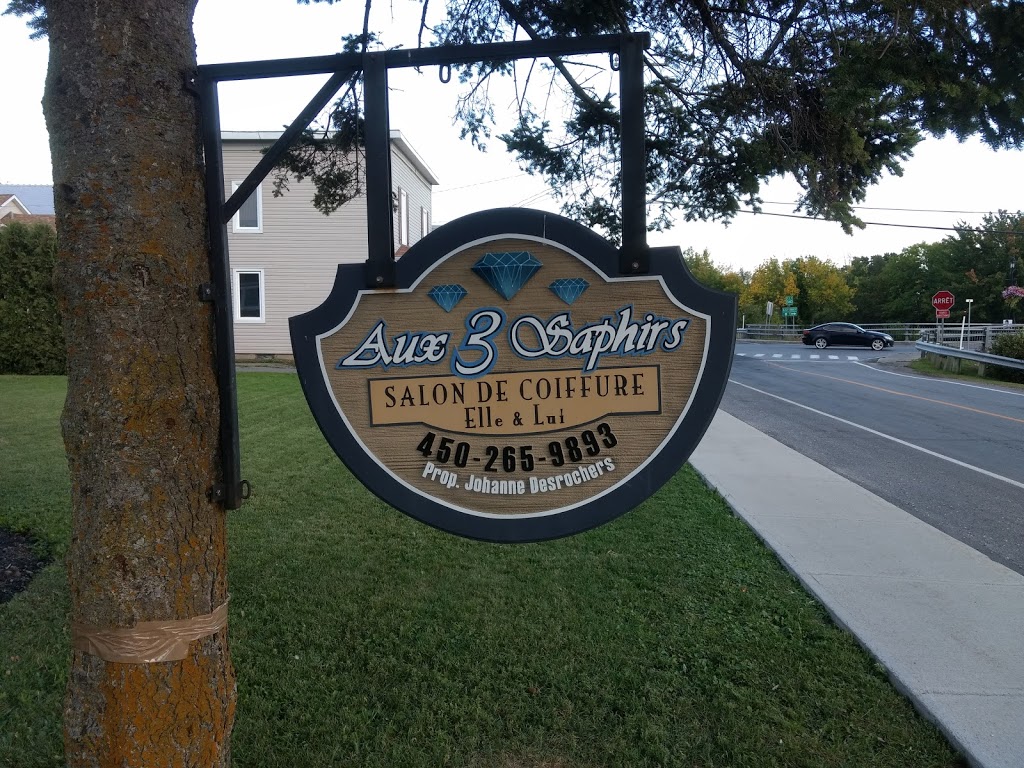 Aux 3 Saphirs
SALON DE COIFFURE
Elle & Lui
450-265-9893
Prop. Johanne Desrochers
ARRÊT